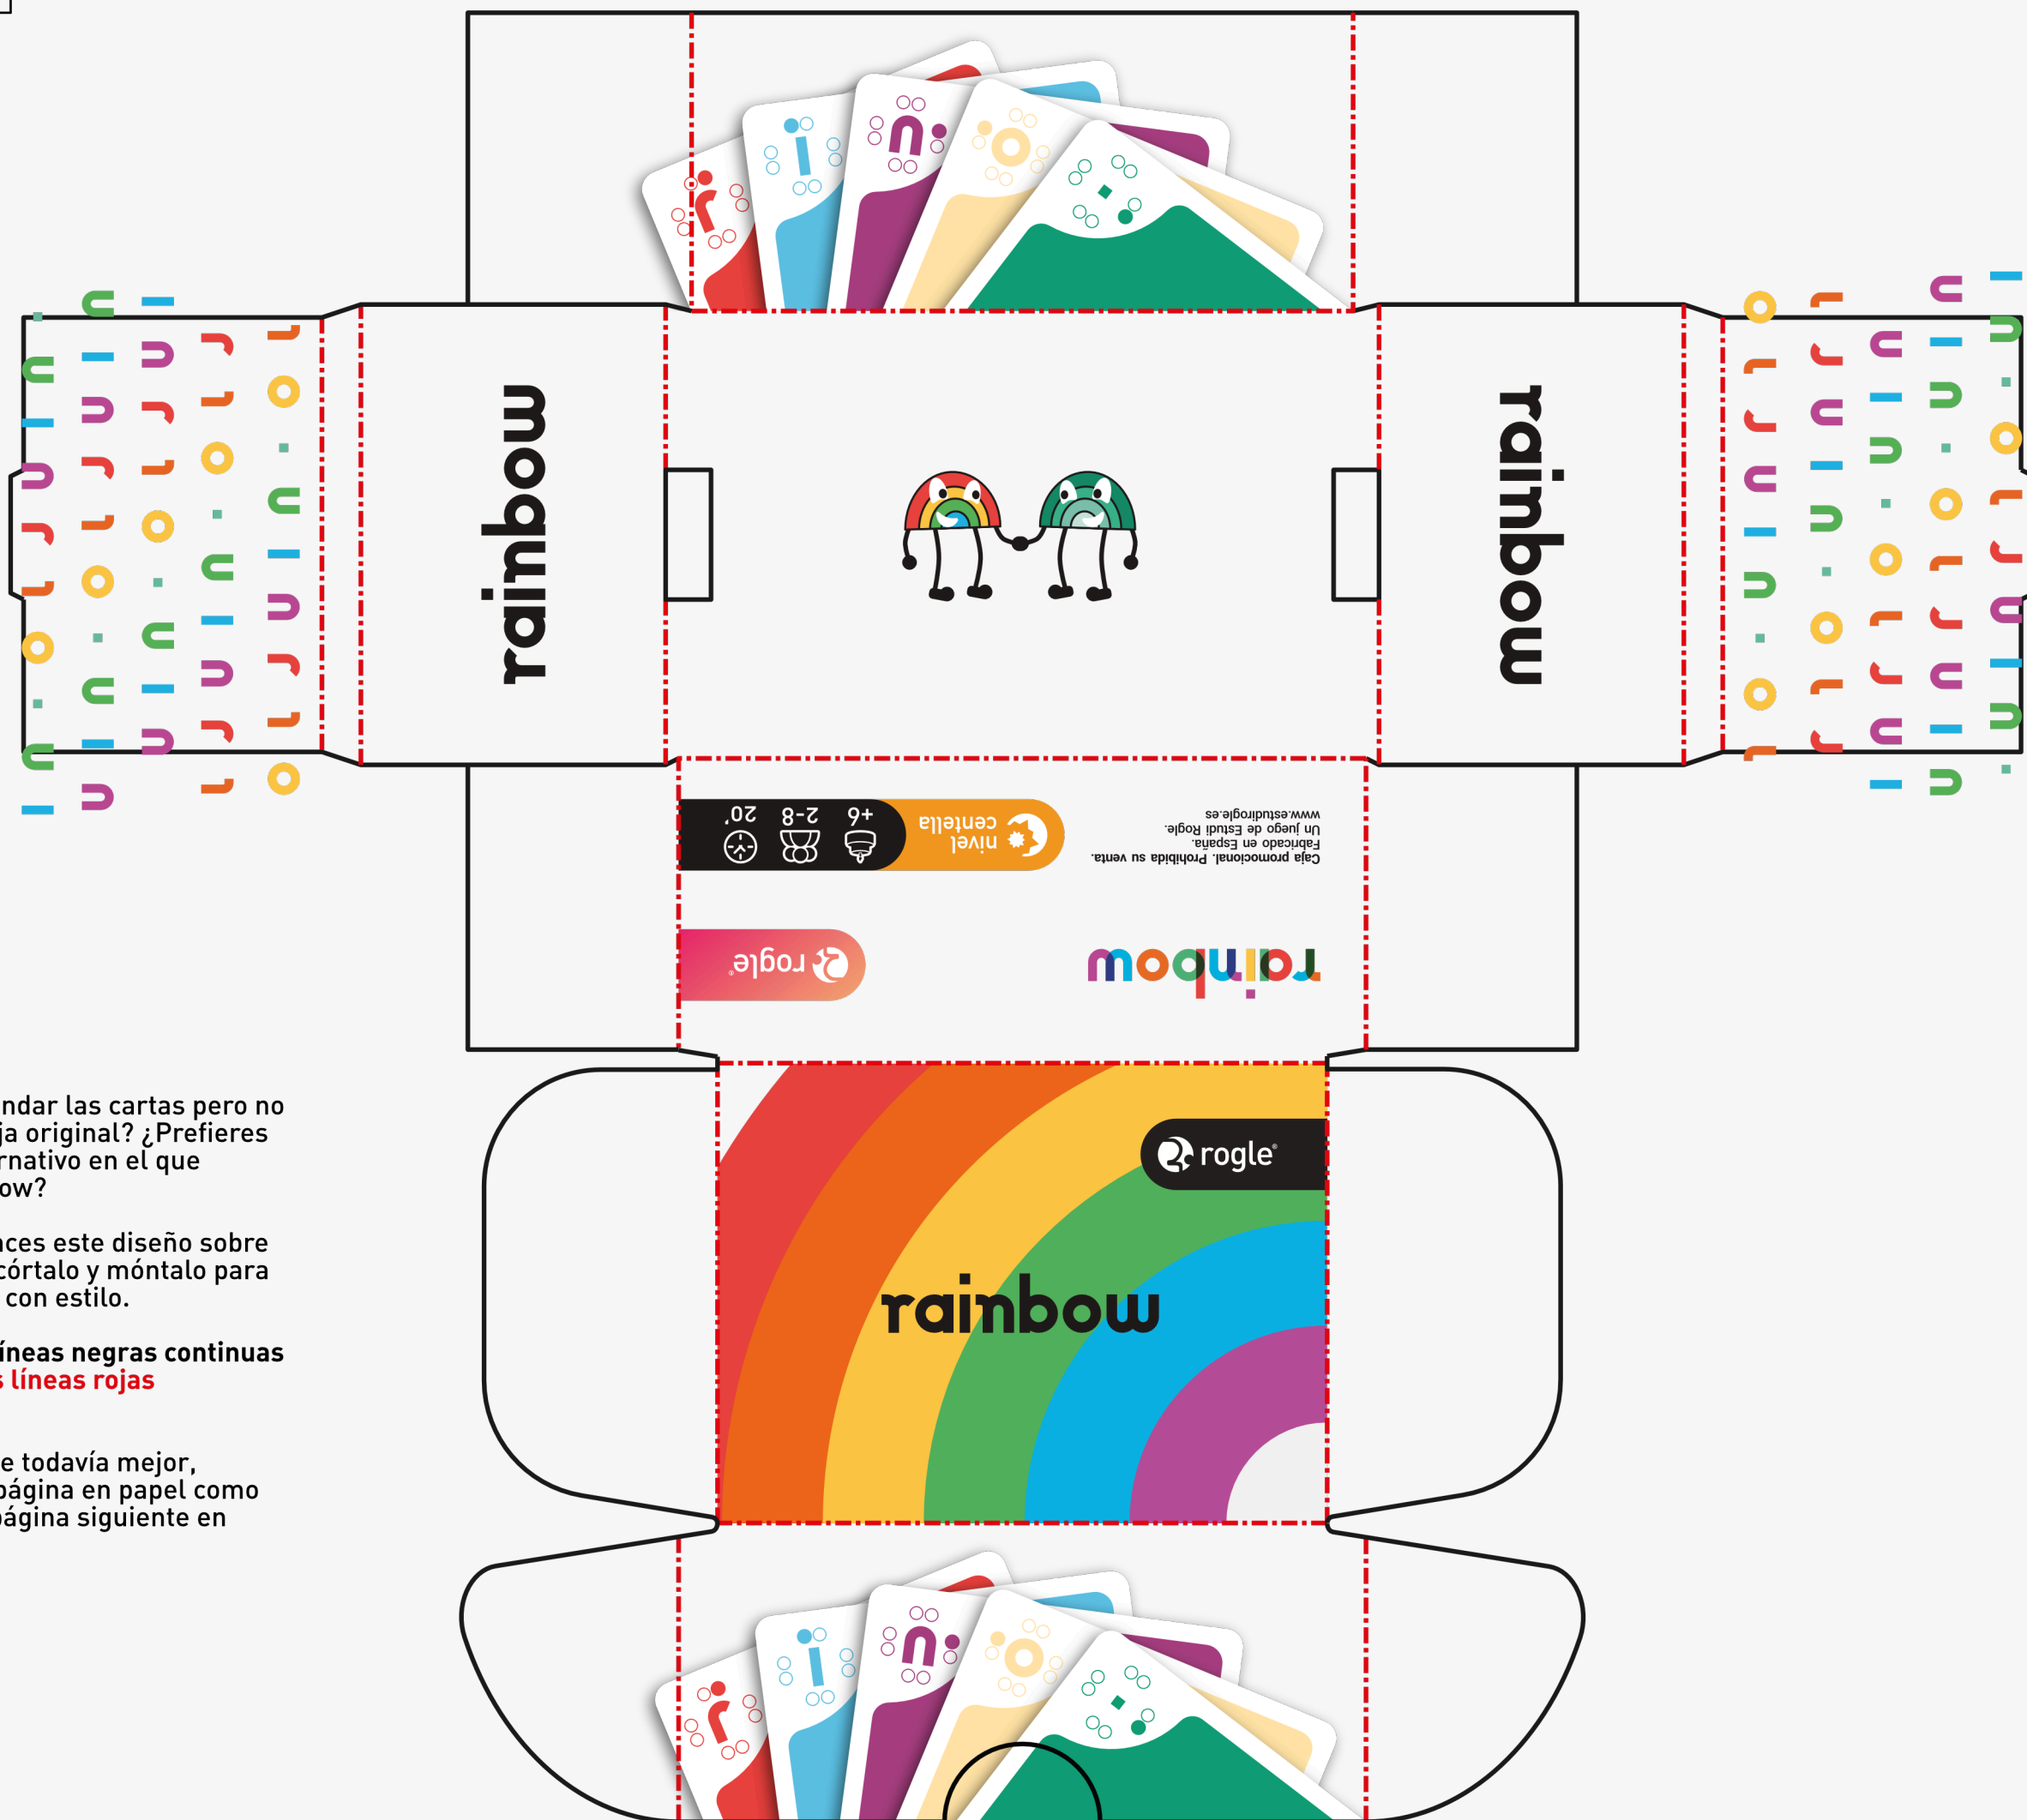 rainbow
rainbow
Caja promocional. Prohibida su venta.
Fabricado en España.
Un juego de Estudi Rogle.
www.estudirogle.es
nivel
centella
+6
2-8
20'
rainbow
rogle®
rogle®
rainbow
ndar las cartas pero no
ja original? ¿Prefieres
rnativo en el que
ow?
aces este diseño sobre
córtalo y móntalo para
con estilo.
íneas negras continuas
s líneas rojas
e todavía mejor,
página en papel como
página siguiente en